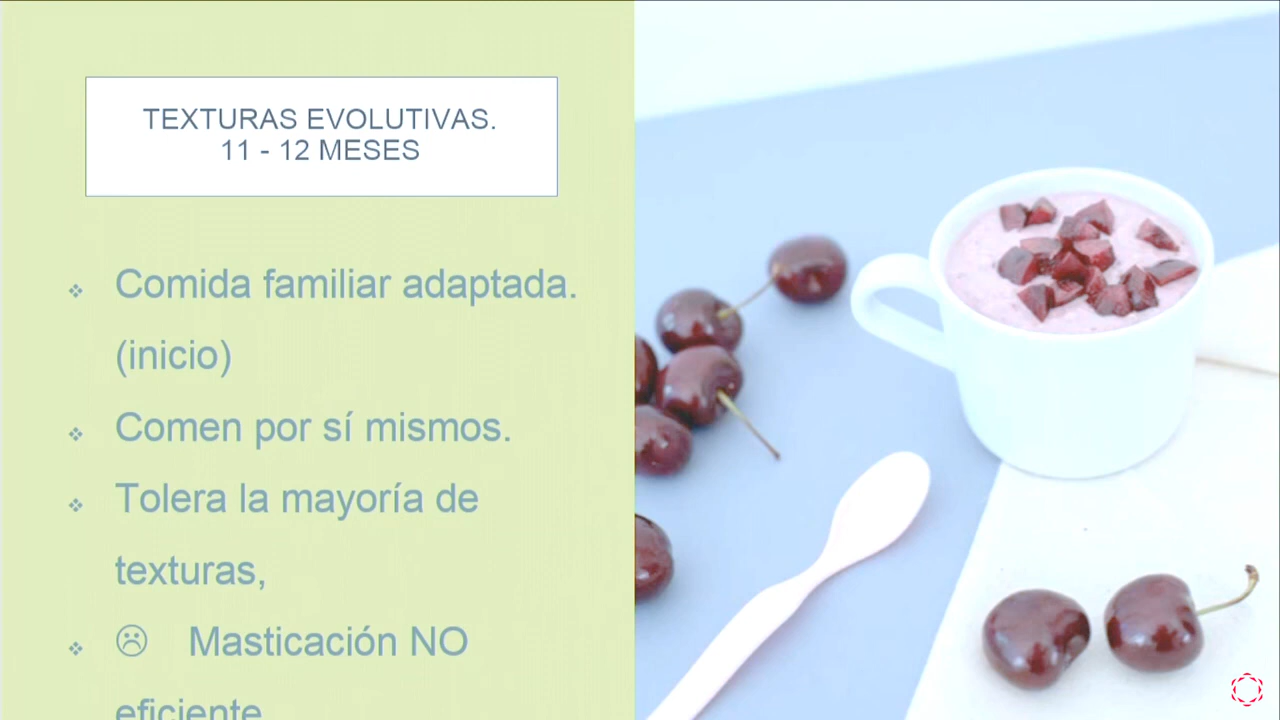 TEXTURAS EVOLUTIVAS.
11 - 12 MESES
Comida familiar adaptada.
(inicio)
Comen por sí mismos.
Tolera la mayoría de
texturas,
☹ Masticación NO
eficiente